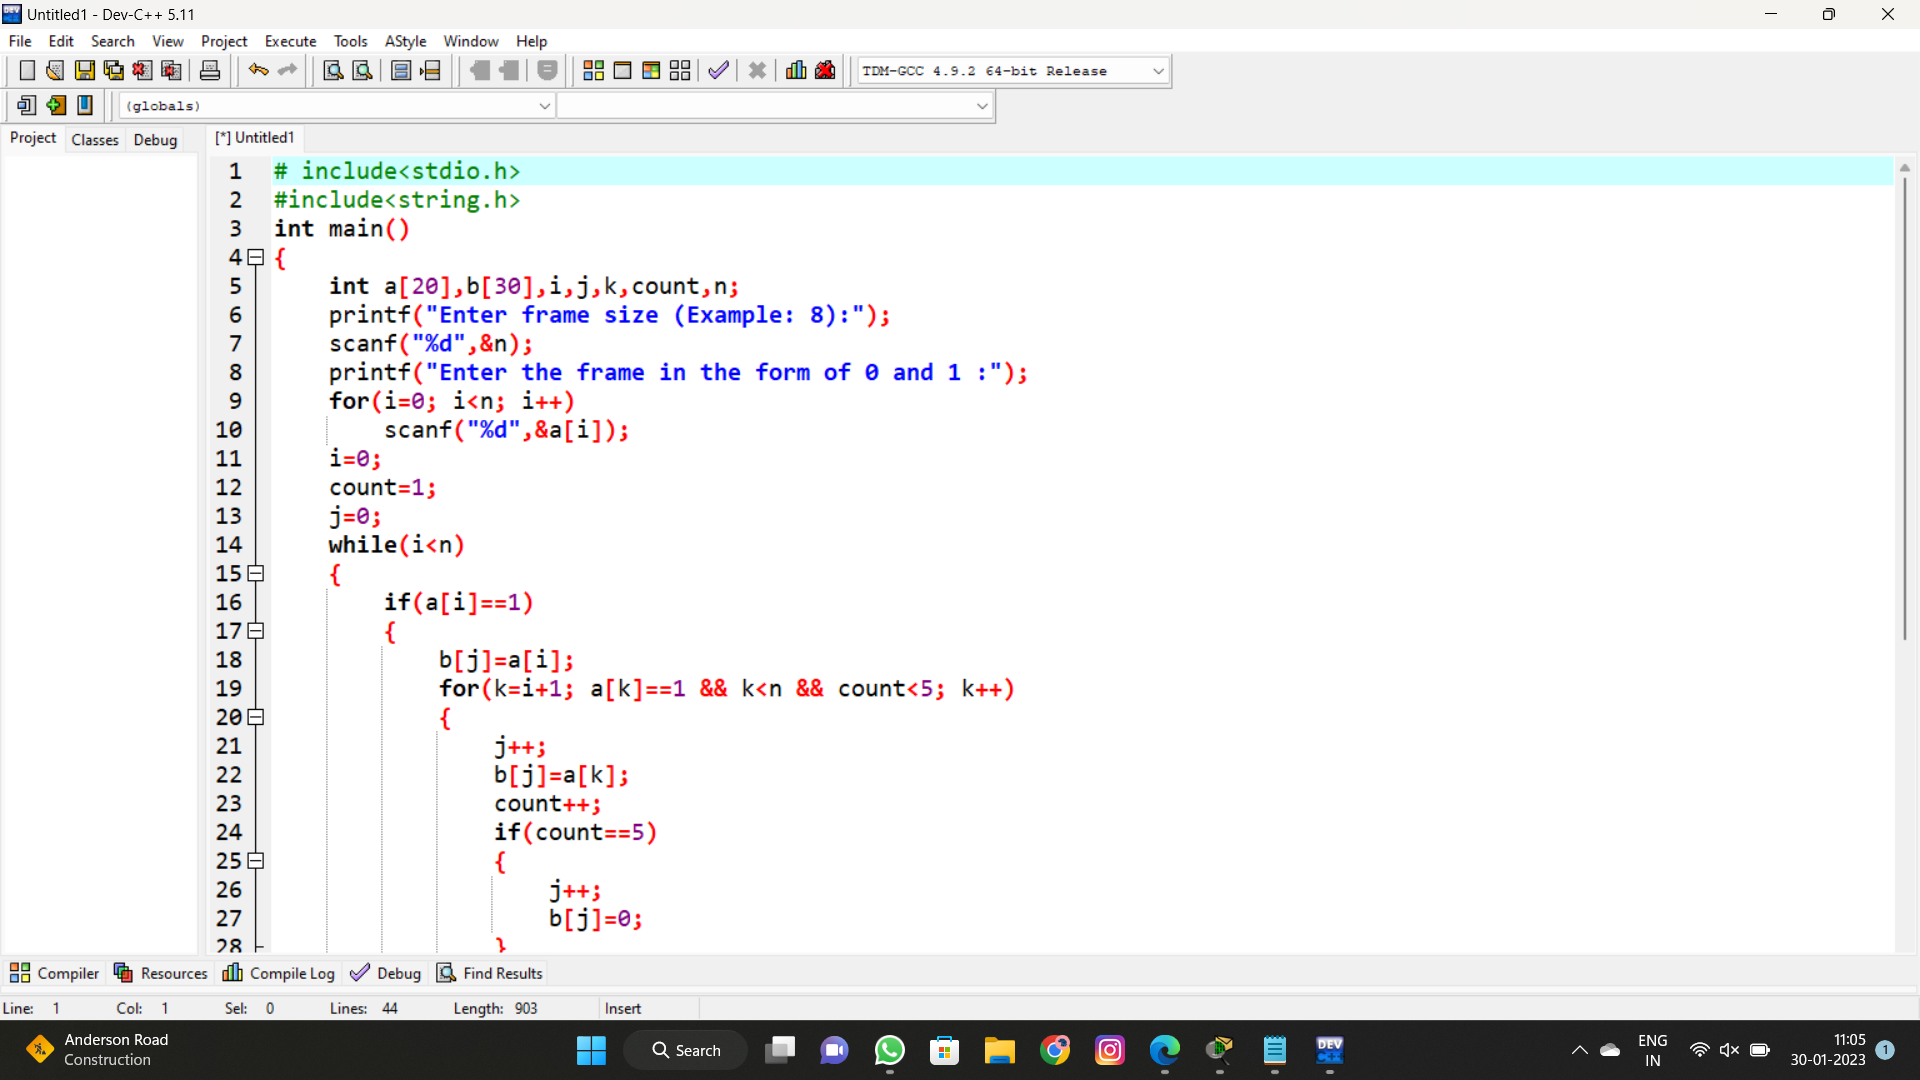 Untitled1 - Dev-C++ 5.11
File Edit Search View Project Execute Tools AStyle Window Help
TDM-GCC 4.9.2 64-bit Release
(globals)
Project Classes Debug [*] Untitled1
1 # include<stdio.h>
2 #include<string.h>
3 int main()
4 {
5 int a[20],b[30],i,j,k,count,n;
6 printf("Enter frame size (Example: 8):");
7 scanf("%d",&n);
8 printf("Enter the frame in the form of 0 and 1 :");
9 for(i=0; i<n; i++)
10 scanf("%d",&a[i]);
11 i=0;
12 count=1;
13 j=0;
14 while(i<n)
15 {
16 if(a[i]==1)
17 {
18 b[j]=a[i];
19 for(k=i+1; a[k]==1 && k<n && count<5; k++)
20 {
21 j++;
22 b[j]=a[k];
23 count++;
24 if(count==5)
25 {
26 j++;
27 b[j]=0;
28 }
Compiler Resources Compile Log Debug Find Results
Line: 1 Col: 1 Sel: 0 Lines: 44 Length: 903 Insert
Anderson Road
Construction
Search
DEV
C++
ENG
IN
11:05
30-01-2023
1